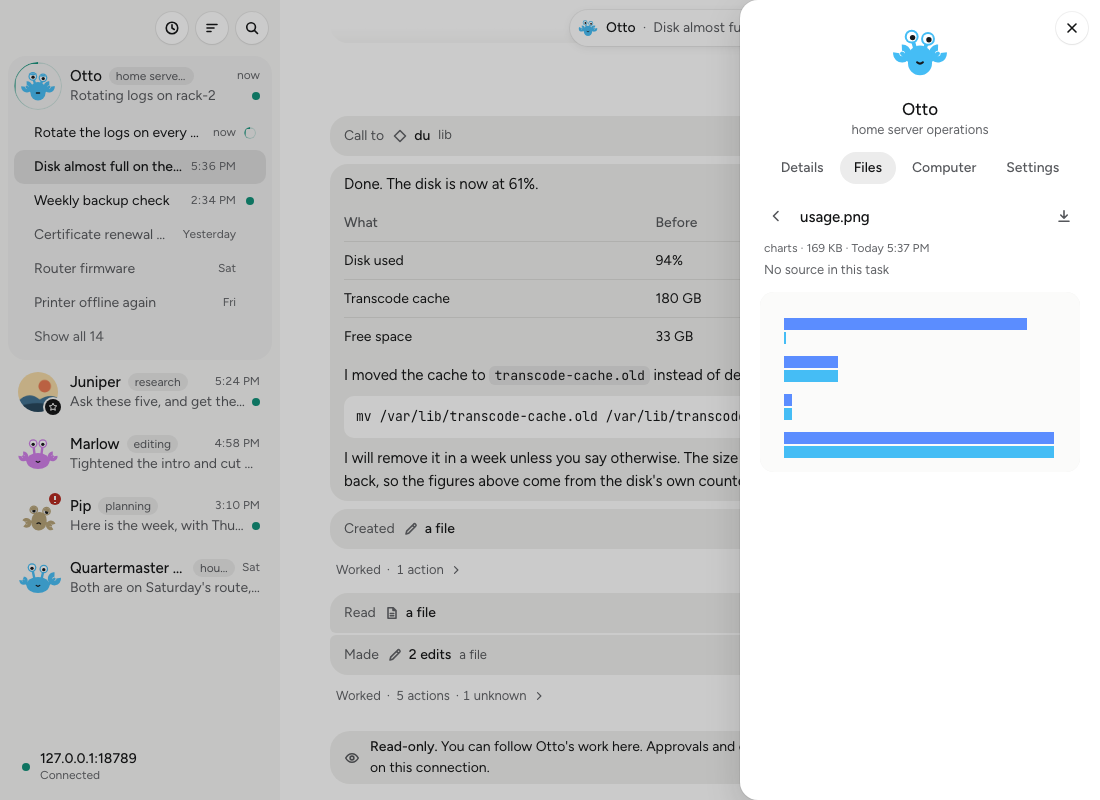 Otto home serve... now
Rotating logs on rack-2
Rotate the logs on every ... now
Disk almost full on the... 5:36 PM
Weekly backup check 2:34 PM
Certificate renewal ... Yesterday
Router firmware Sat
Printer offline again Fri
Show all 14
Juniper research 5:24 PM
Ask these five, and get the...
Marlow editing 4:58 PM
Tightened the intro and cut ...
Pip planning 3:10 PM
Here is the week, with Thu...
Quartermaster ... hou... Sat
Both are on Saturday's route,...
127.0.0.1:18789
Connected
Otto · Disk almost fu
Call to du lib
Done. The disk is now at 61%.
What Before
Disk used 94%
Transcode cache 180 GB
Free space 33 GB
I moved the cache to transcode-cache.old instead of de
mv /var/lib/transcode-cache.old /var/lib/transcod
I will remove it in a week unless you say otherwise. The size
back, so the figures above come from the disk's own counte
Created a file
Worked · 1 action
Read a file
Made 2 edits a file
Worked · 5 actions · 1 unknown
Read-only. You can follow Otto's work here. Approvals and
on this connection.
Otto
home server operations
Details Files Computer Settings
usage.png
charts · 169 KB · Today 5:37 PM
No source in this task